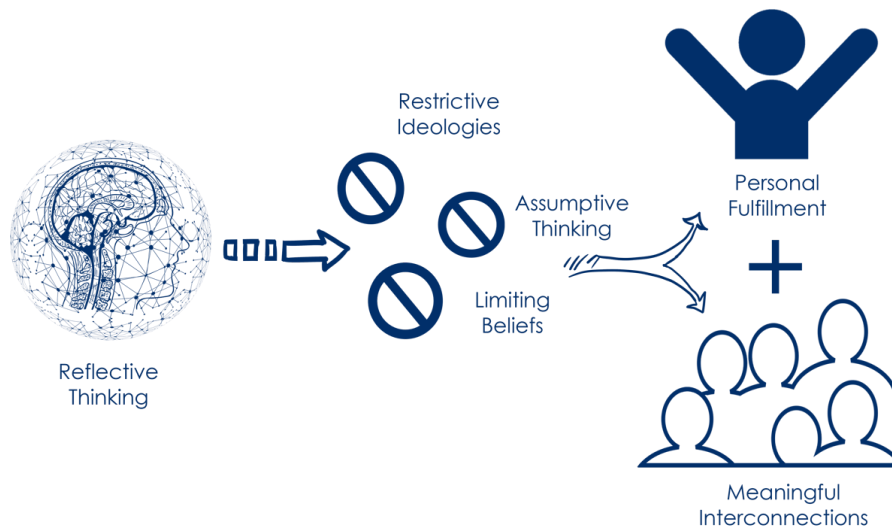 Reflective
Thinking
Restrictive
Ideologies
Assumptive
Thinking
Limiting
Beliefs
Personal
Fulfillment
+
Meaningful
Interconnections